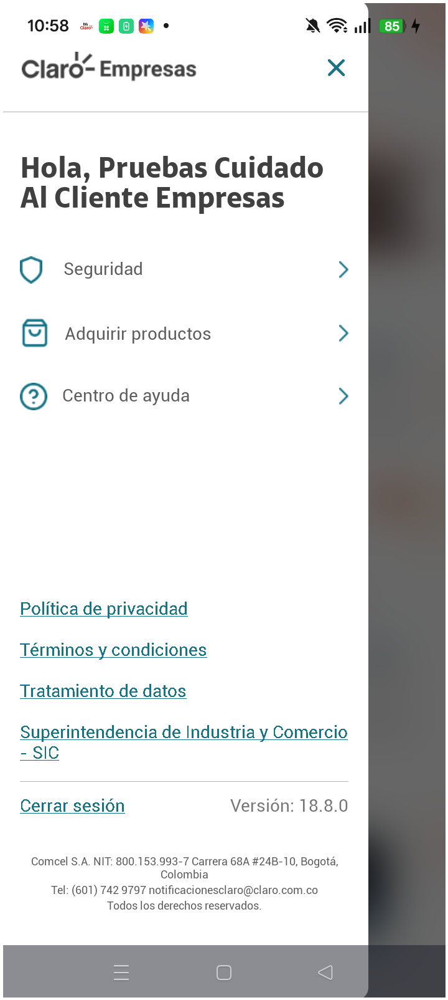 10:58
Mi Claro
85
Claro Empresas
Hola, Pruebas Cuidado
Al Cliente Empresas
Seguridad
Adquirir productos
Centro de ayuda
Política de privacidad
Términos y condiciones
Tratamiento de datos
Superintendencia de Industria y Comercio
- SIC
Cerrar sesión
Versión: 18.8.0
Comcel S.A. NIT: 800.153.993-7 Carrera 68A #24B-10, Bogotá,
Colombia
Tel: (601) 742 9797 notificacionesclaro@claro.com.co
Todos los derechos reservados.